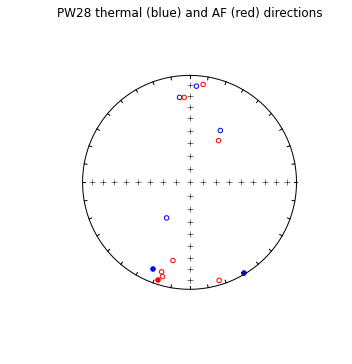 PW28 thermal (blue) and AF (red) directions